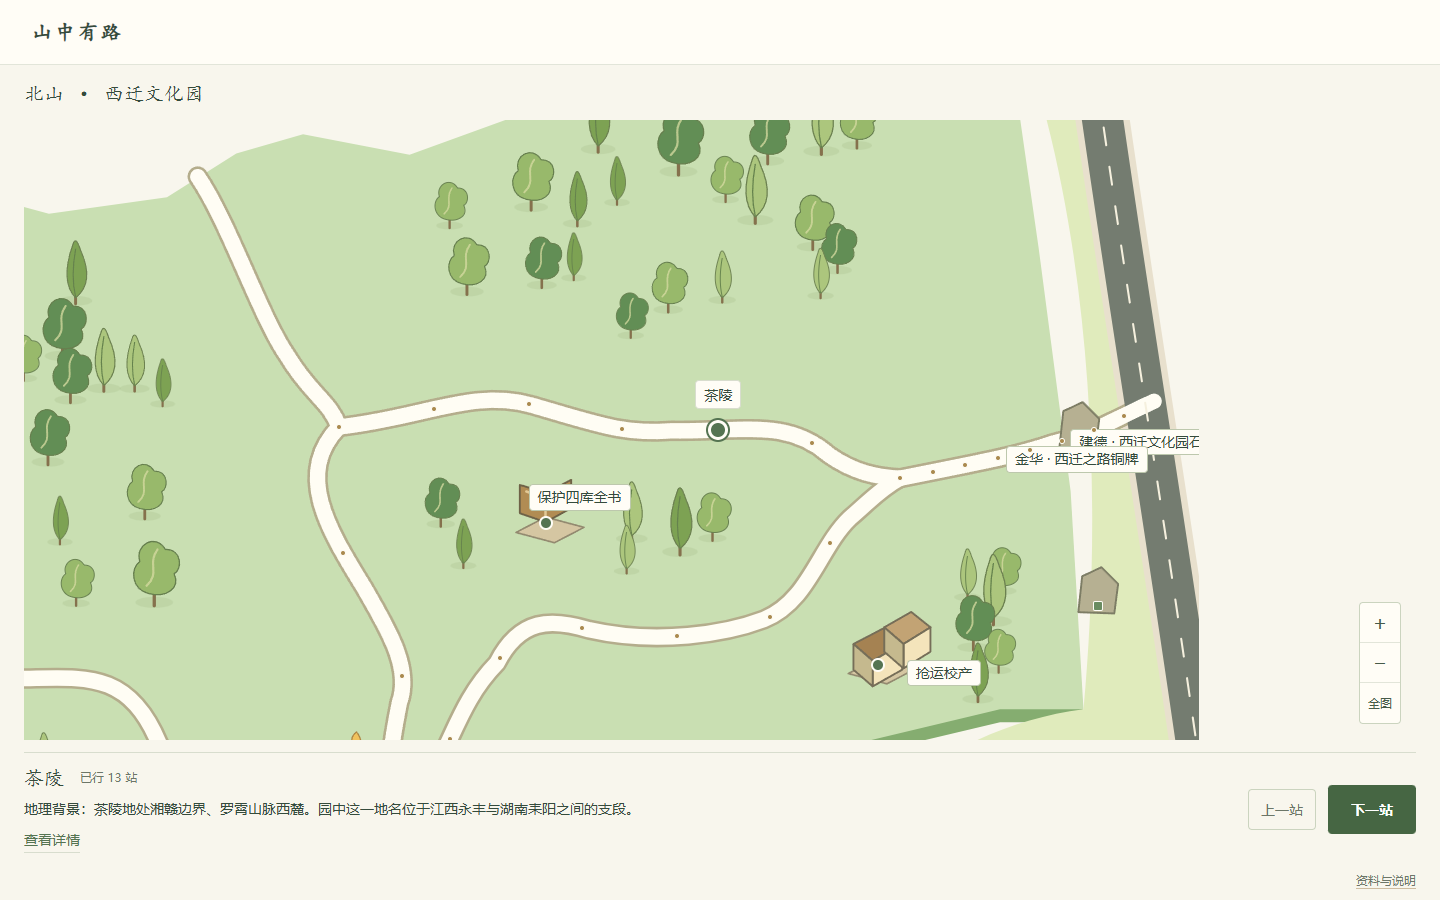 山中有路
北山 • 西迁文化园
茶陵
建德 · 西迁文化园石
金华 · 西迁之路铜牌
保护四库全书
抢运校产
+
−
全图
茶陵 已行 13 站
地理背景：茶陵地处湘赣边界、罗霄山脉西麓。园中这一地名位于江西永丰与湖南耒阳之间的支段。
查看详情
上一站
下一站
资料与说明